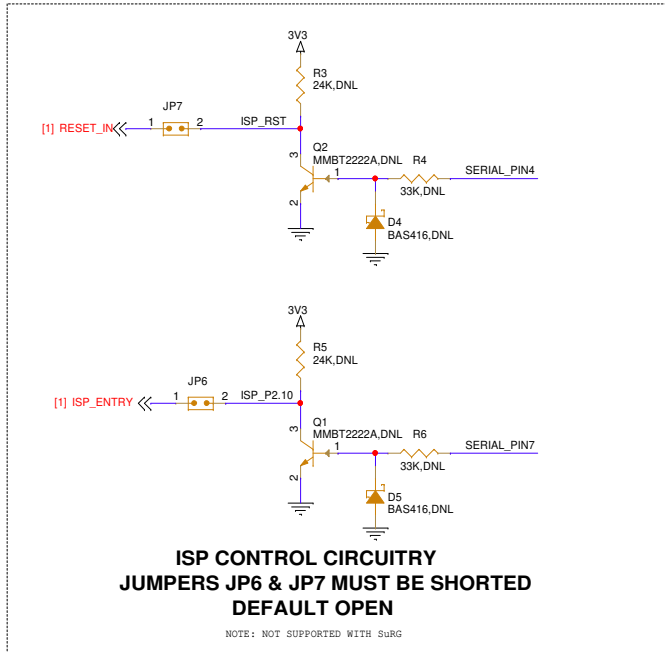 3V3
R3
24K,DNL
JP7
[1] RESET_IN
1
2
ISP_RST
3
Q2
MMBT2222A,DNL
1
R4
33K,DNL
SERIAL_PIN4
2
D4
BAS416,DNL
3V3
R5
24K,DNL
JP6
[1] ISP_ENTRY
1
2
ISP_P2.10
3
Q1
MMBT2222A,DNL
1
R6
33K,DNL
SERIAL_PIN7
2
D5
BAS416,DNL
ISP CONTROL CIRCUITRY
JUMPERS JP6 & JP7 MUST BE SHORTED
DEFAULT OPEN
NOTE: NOT SUPPORTED WITH SuRG